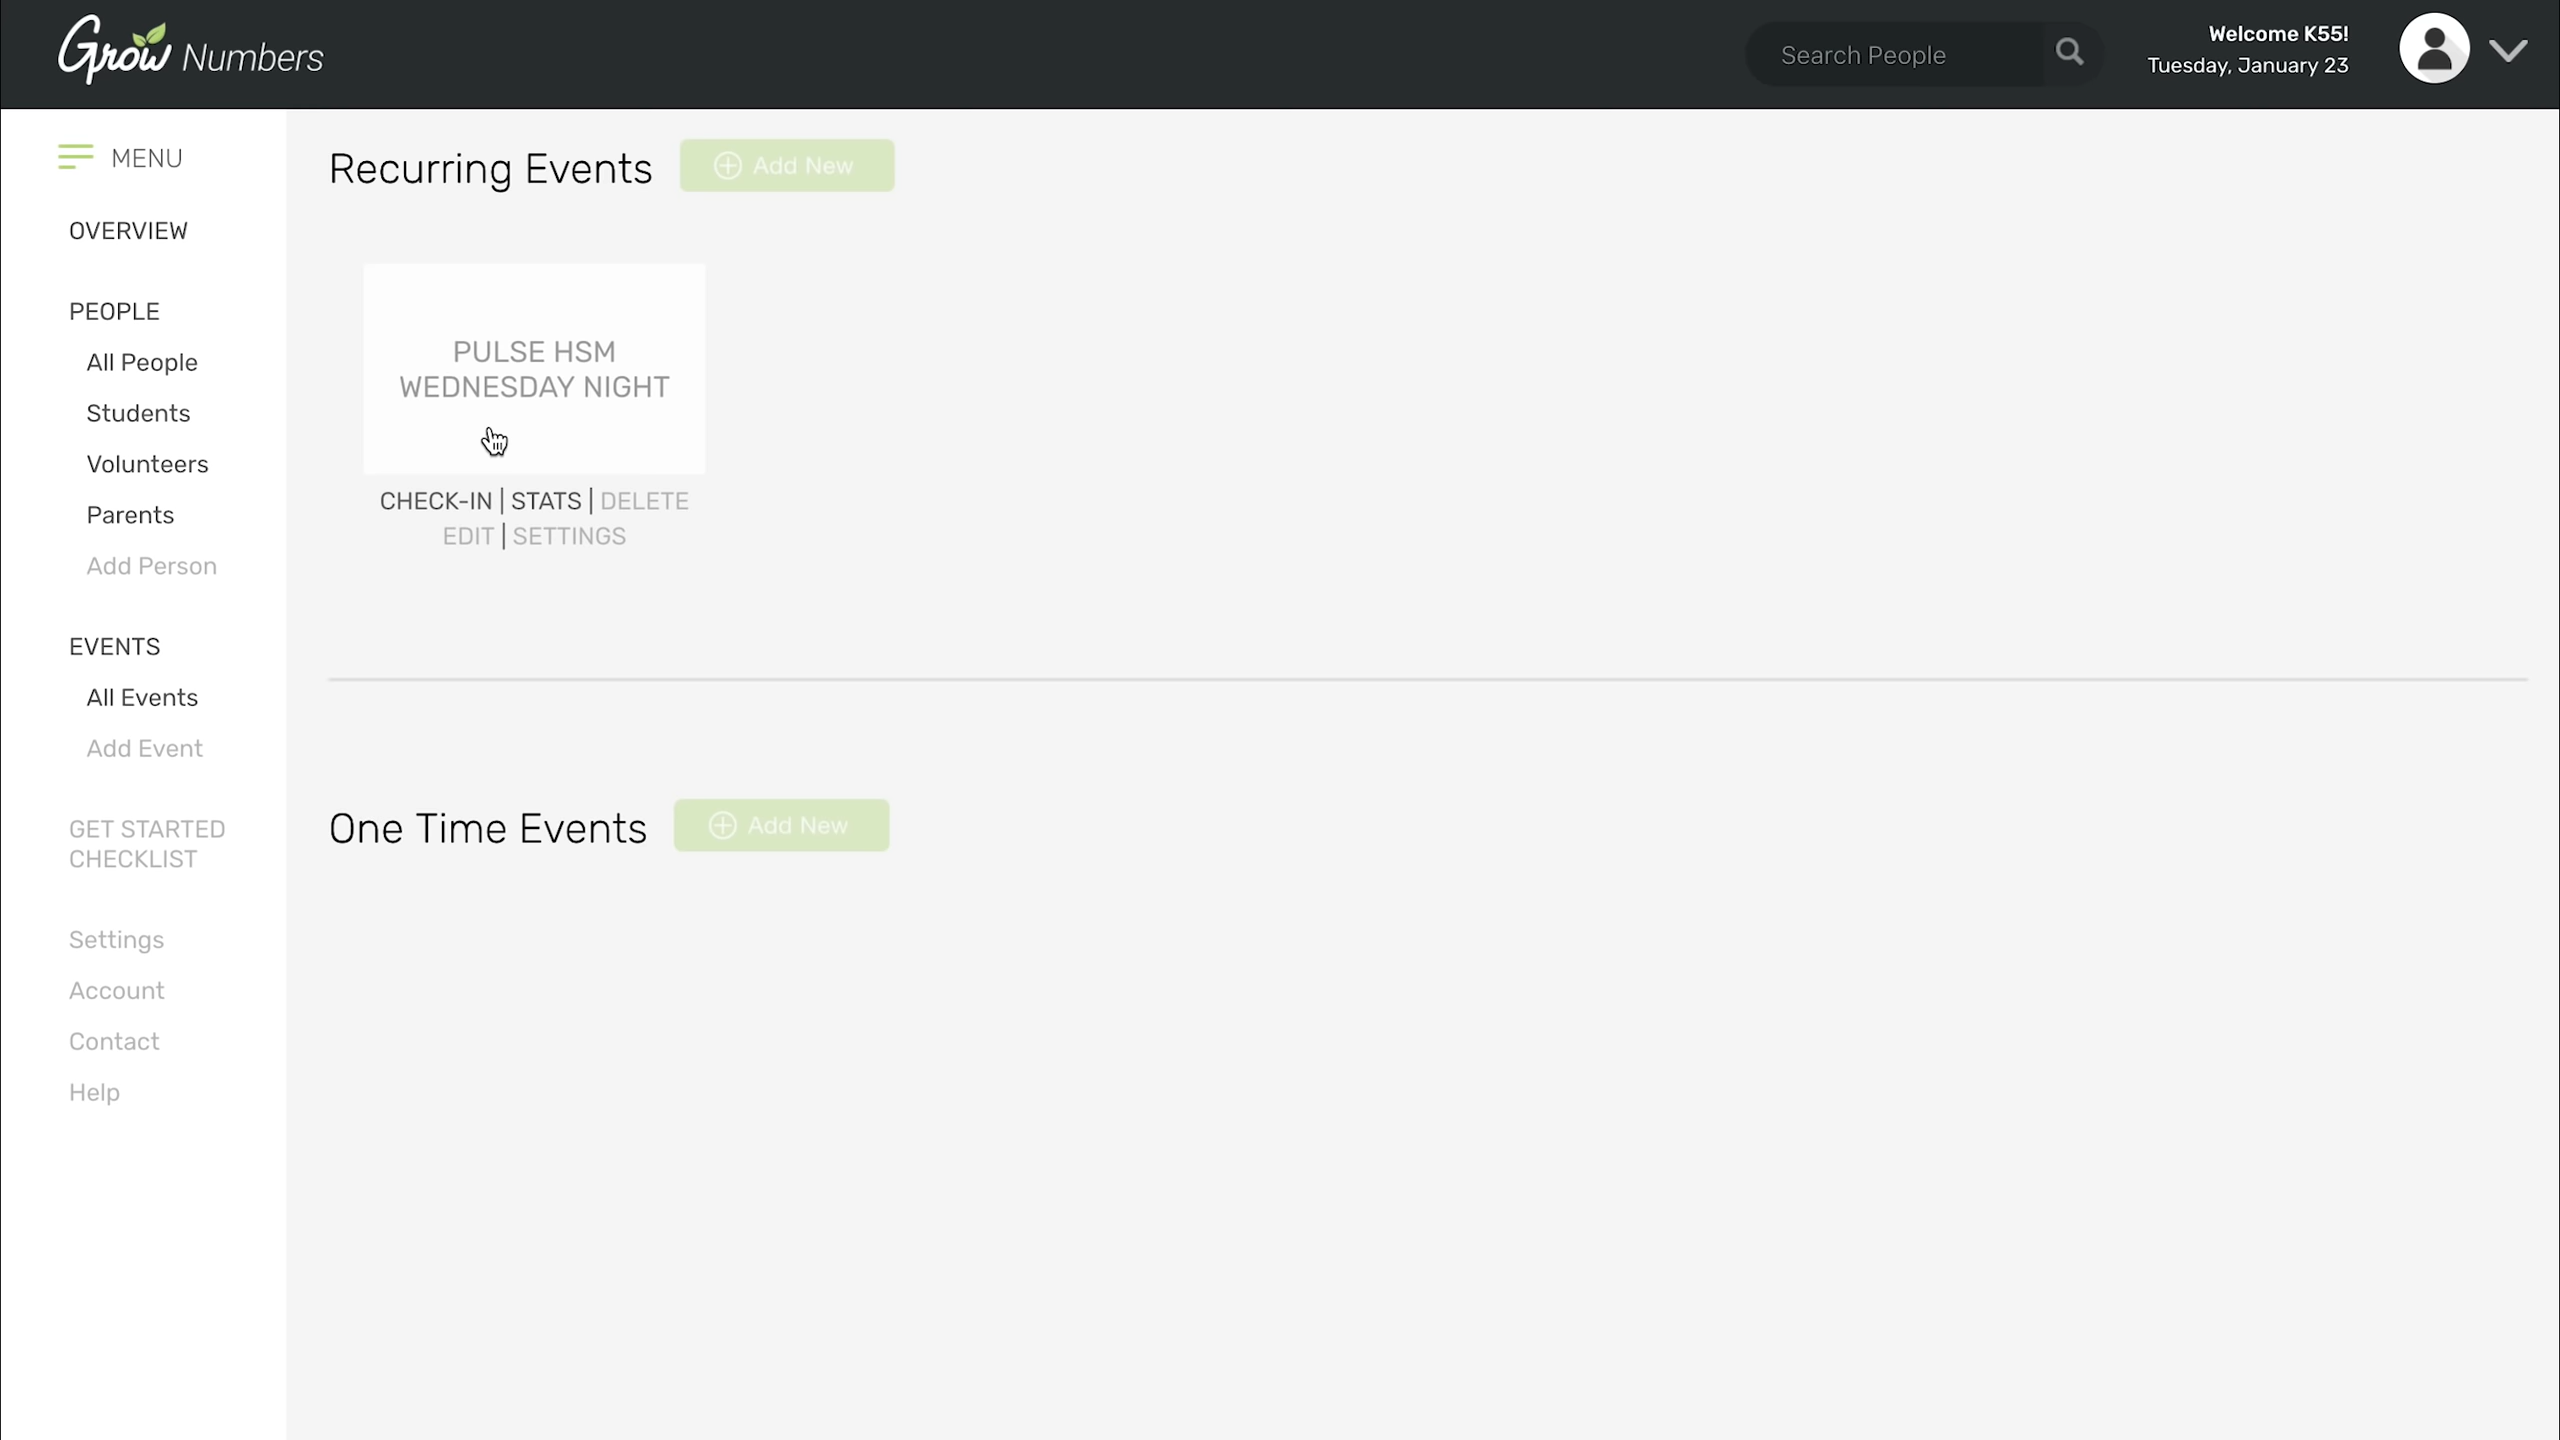 Grow Numbers
Search People
Welcome K55!
Tuesday, January 23
MENU
OVERVIEW
PEOPLE
All People
Students
Volunteers
Parents
Add Person
EVENTS
All Events
Add Event
GET STARTED
CHECKLIST
Settings
Account
Contact
Help
Recurring Events
Add New
PULSE HSM
WEDNESDAY NIGHT
CHECK-IN | STATS | DELETE
EDIT | SETTINGS
One Time Events
Add New